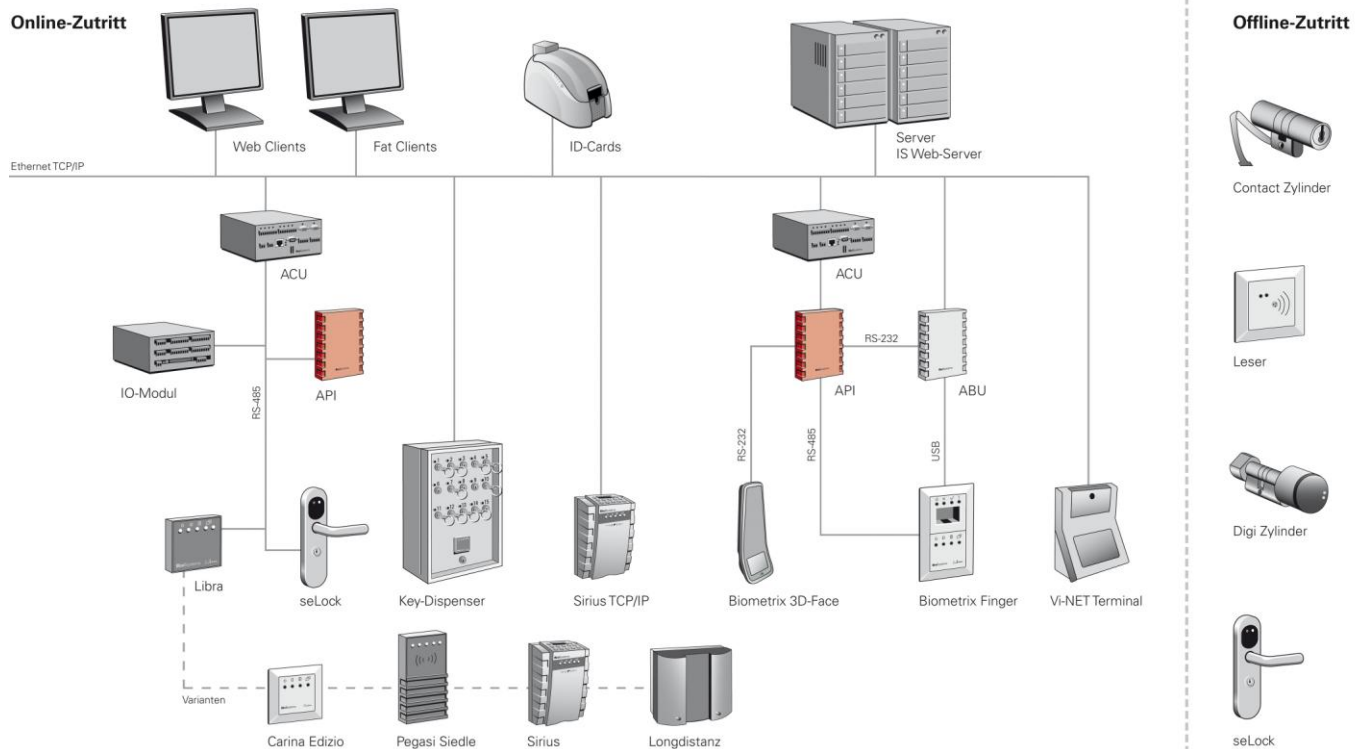 Online-Zutritt
Offline-Zutritt
Web Clients
Fat Clients
ID-Cards
Server
IS Web-Server
Ethernet TCP/IP
Contact Zylinder
ACU
ACU
RS-232
IO-Modul
API
API
ABU
Leser
RS-485
RS-232
RS-485
USB
Digi Zylinder
Libra
seLock
Key-Dispenser
Sirius TCP/IP
Biometrix 3D-Face
Biometrix Finger
Vi-NET Terminal
Varianten
Carina Edizio
Pegasi Siedle
Sirius
Longdistanz
seLock